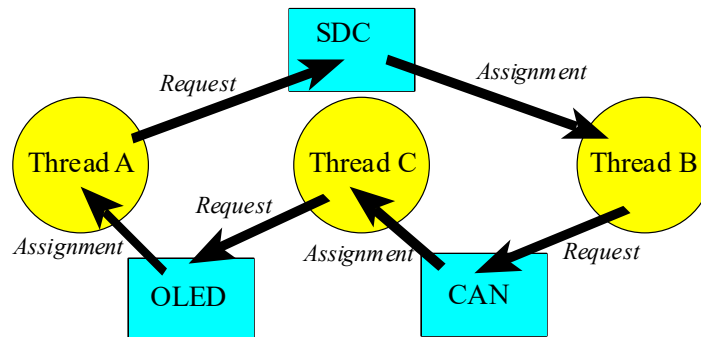 SDC
Request
Assignment
Thread A
Thread C
Thread B
Request
Assignment
Assignment
Request
OLED
CAN